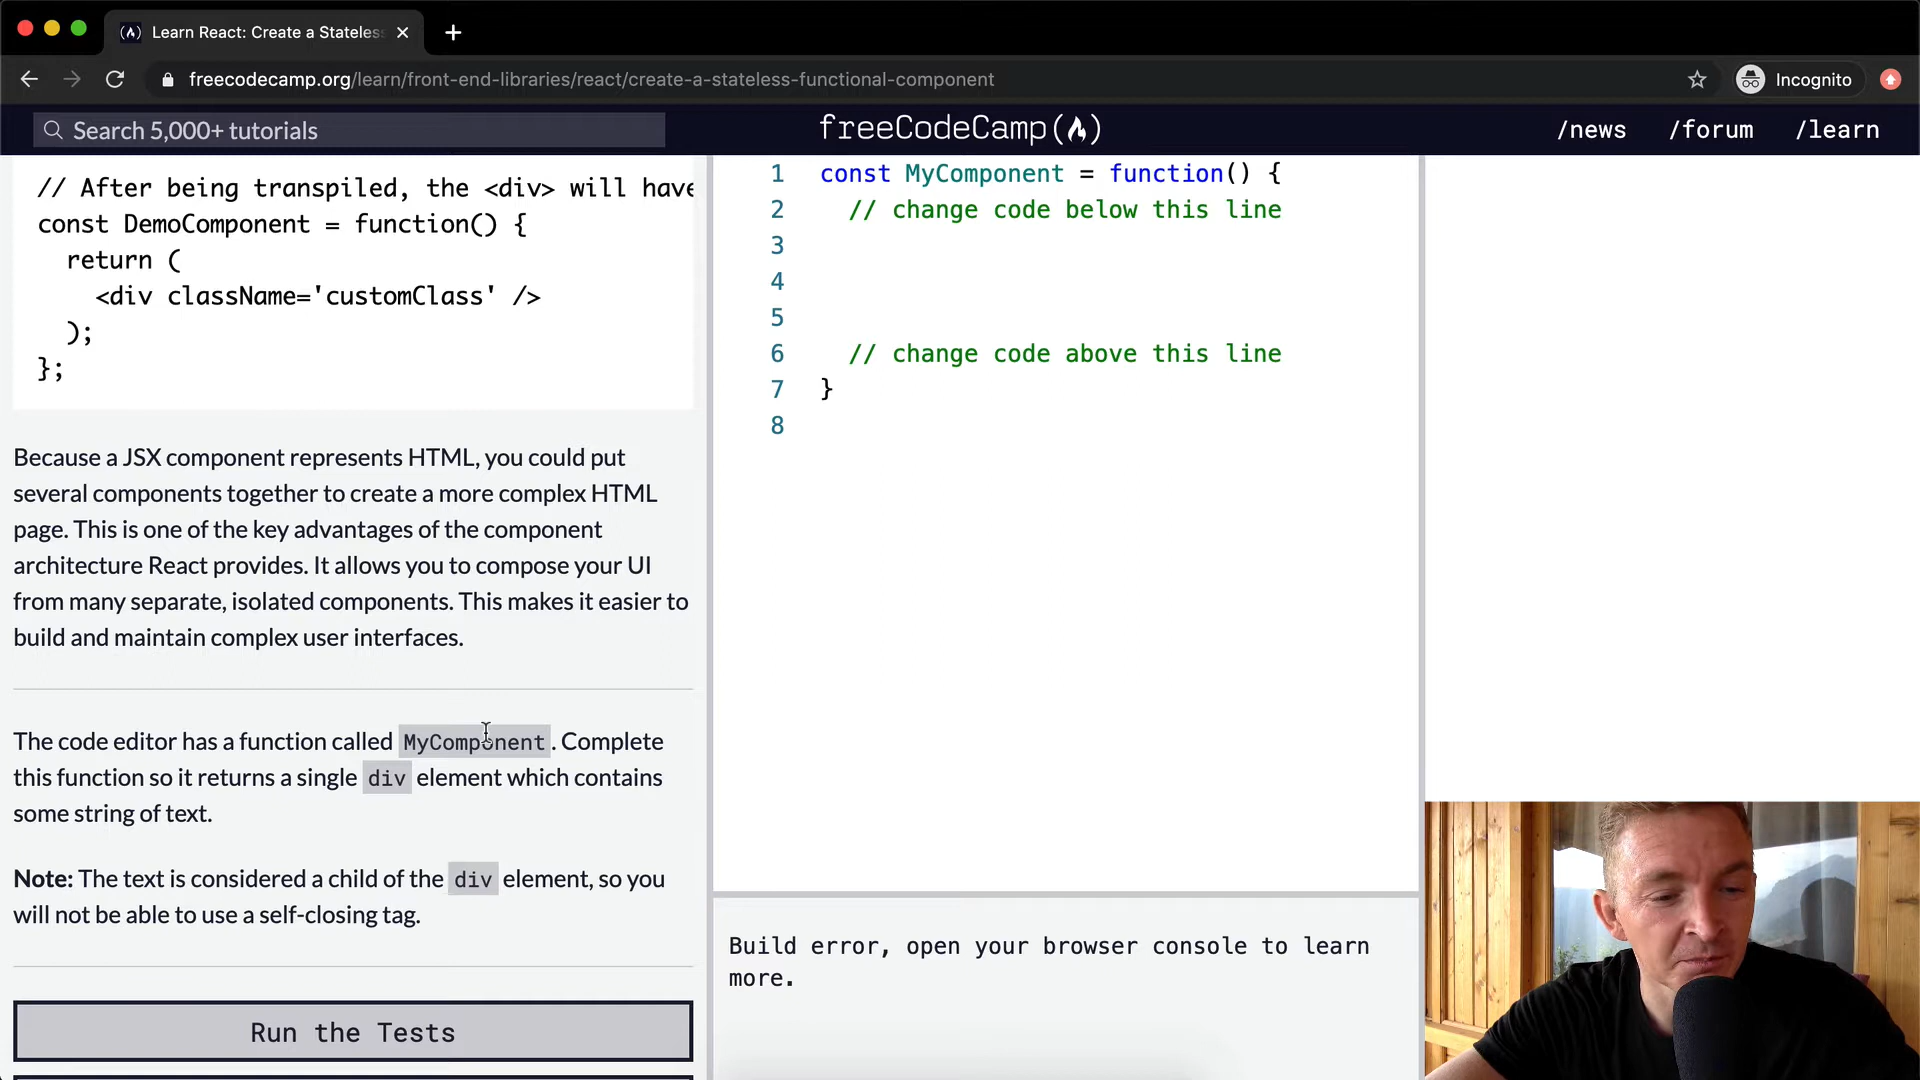 Learn React: Create a Stateles
freecodecamp.org/learn/front-end-libraries/react/create-a-stateless-functional-component
Incognito
Search 5,000+ tutorials
freeCodeCamp
/news
/forum
/learn
// After being transpiled, the <div> will have
const DemoComponent = function() {
return (
<div className='customClass' />
);
};
Because a JSX component represents HTML, you could put
several components together to create a more complex HTML
page. This is one of the key advantages of the component
architecture React provides. It allows you to compose your UI
from many separate, isolated components. This makes it easier to
build and maintain complex user interfaces.
The code editor has a function called MyComponent. Complete
this function so it returns a single div element which contains
some string of text.
Note: The text is considered a child of the div element, so you
will not be able to use a self-closing tag.
Run the Tests
1 const MyComponent = function() {
2 // change code below this line
3
4
5
6 // change code above this line
7 }
8
Build error, open your browser console to learn
more.